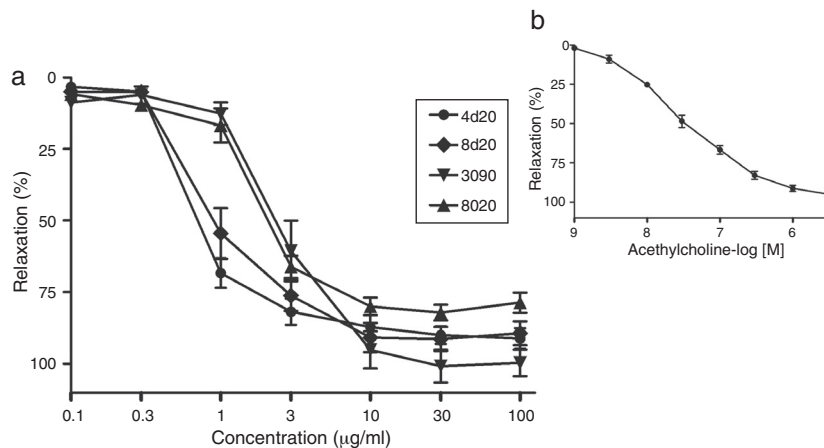 a
0
25
50
75
100
Relaxation (%)
0.1 0.3 1 3 10 30 100
Concentration (μg/ml)
4d20
8d20
3090
8020
b
0
25
50
75
100
Relaxation (%)
9 8 7 6
Acethylcholine-log [M]